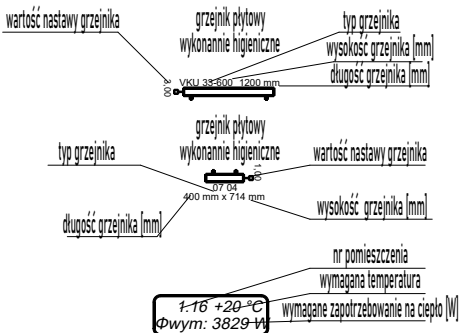 wartość nastawy grzejnika
grzejnik płytowy
wykonannie higieniczne
typ grzejnika
wysokość grzejnika [mm]
długość grzejnika [mm]
3.00
VKU 33-600 1200 mm
grzejnik płytowy
wykonannie higieniczne
typ grzejnika
wartość nastawy grzejnika
1.00
07 04
400 mm x 714 mm
wysokość grzejnika [mm]
długość grzejnika [mm]
nr pomieszczenia
wymagana temperatura
wymagane zapotrzebowanie na ciepło [W]
1.16 +20 °C
Φwym: 3829 W